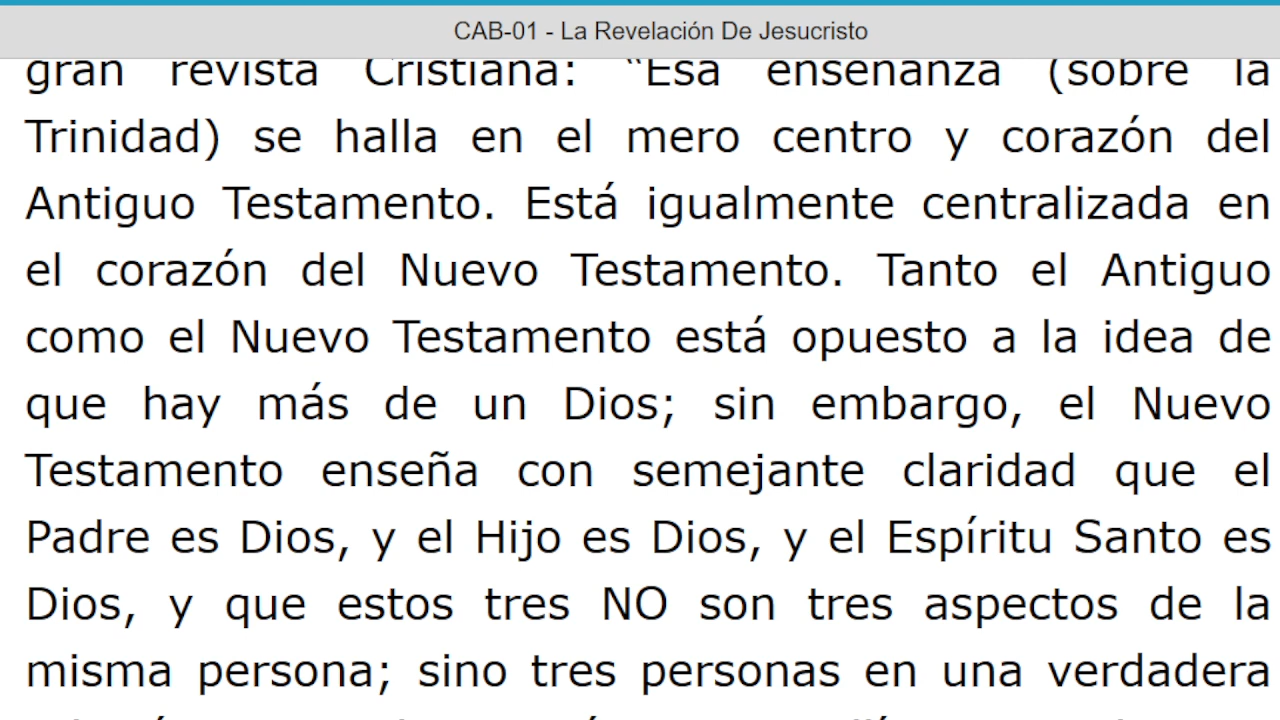 CAB-01 - La Revelación De Jesucristo
gran revista Cristiana: “Esa enseñanza (sobre la
Trinidad) se halla en el mero centro y corazón del
Antiguo Testamento. Está igualmente centralizada en
el corazón del Nuevo Testamento. Tanto el Antiguo
como el Nuevo Testamento está opuesto a la idea de
que hay más de un Dios; sin embargo, el Nuevo
Testamento enseña con semejante claridad que el
Padre es Dios, y el Hijo es Dios, y el Espíritu Santo es
Dios, y que estos tres NO son tres aspectos de la
misma persona; sino tres personas en una verdadera